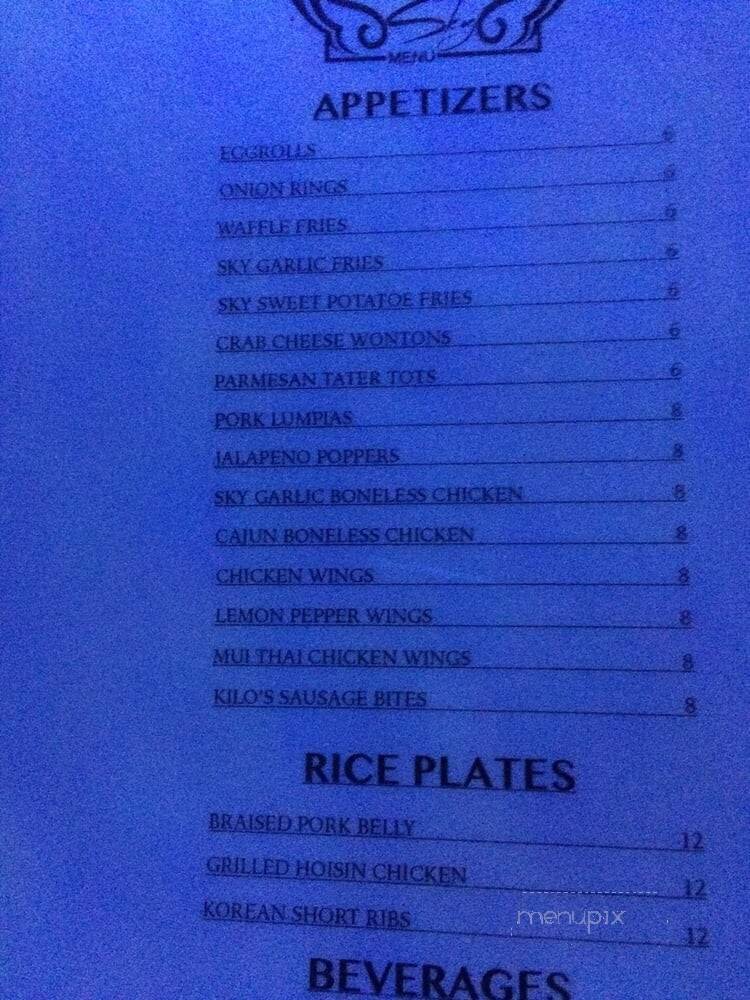 Sky
MENU
APPETIZERS
EGGROLLS 6
ONION RINGS 6
WAFFLE FRIES 6
SKY GARLIC FRIES 6
SKY SWEET POTATOE FRIES 6
CRAB CHEESE WONTONS 6
PARMESAN TATER TOTS 6
PORK LUMPIAS 8
JALAPENO POPPERS 8
SKY GARLIC BONELESS CHICKEN 8
CAJUN BONELESS CHICKEN 8
CHICKEN WINGS 8
LEMON PEPPER WINGS 8
MUI THAI CHICKEN WINGS 8
KILO'S SAUSAGE BITES 8
RICE PLATES
BRAISED PORK BELLY 12
GRILLED HOISIN CHICKEN 12
KOREAN SHORT RIBS 12
menupix
BEVERAGES